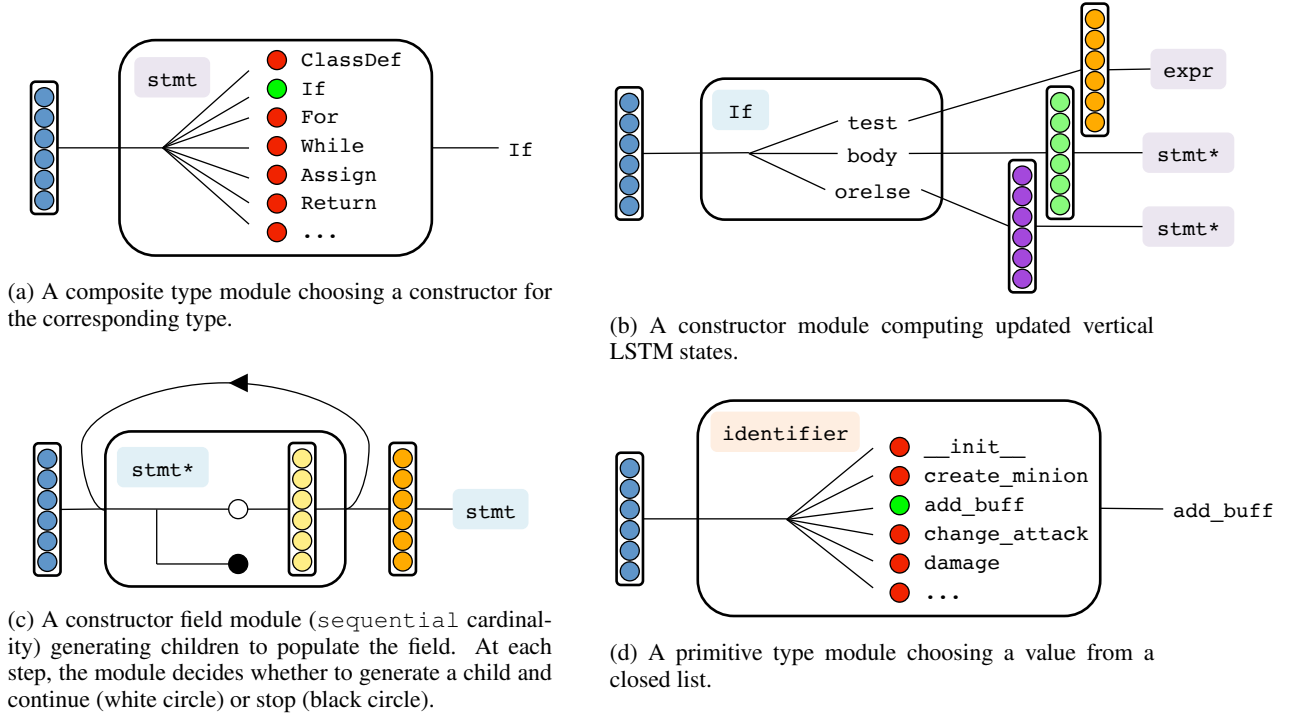 stmt
ClassDef
If
For
While
Assign
Return
...
If
(a) A composite type module choosing a constructor for
the corresponding type.
If
test
body
orelse
expr
stmt*
stmt*
(b) A constructor module computing updated vertical
LSTM states.
stmt*
stmt
(c) A constructor field module (sequential cardinal-
ity) generating children to populate the field. At each
step, the module decides whether to generate a child and
continue (white circle) or stop (black circle).
identifier
__init__
create_minion
add_buff
change_attack
damage
...
add_buff
(d) A primitive type module choosing a value from a
closed list.